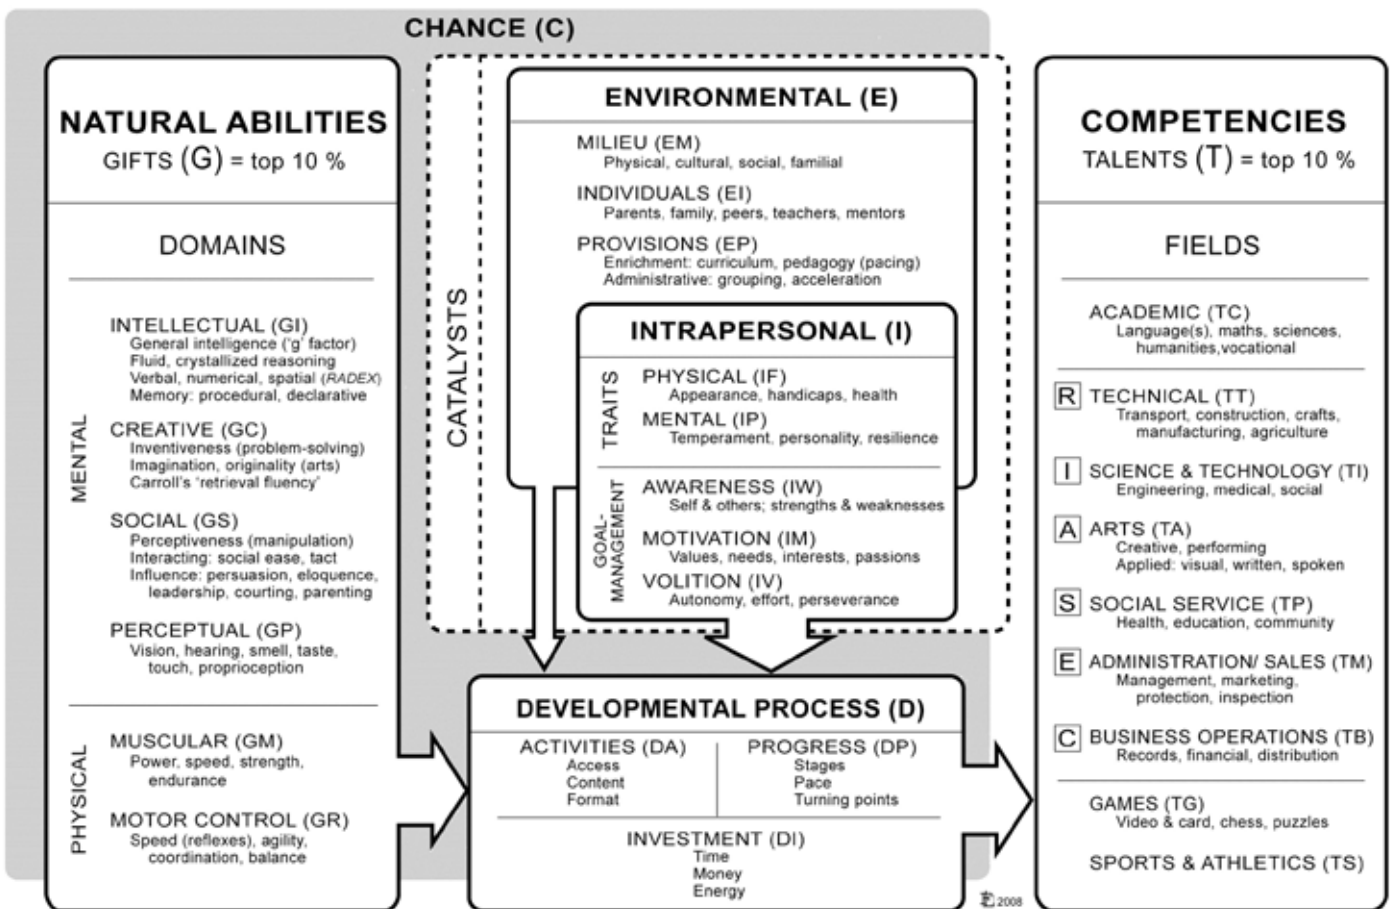 CHANCE (C)
NATURAL ABILITIES
GIFTS (G) = top 10 %
DOMAINS
MENTAL
INTELLECTUAL (GI)
General intelligence ('g' factor)
Fluid, crystallized reasoning
Verbal, numerical, spatial (RADEX)
Memory: procedural, declarative
CREATIVE (GC)
Inventiveness (problem-solving)
Imagination, originality (arts)
Carroll's 'retrieval fluency'
SOCIAL (GS)
Perceptiveness (manipulation)
Interacting: social ease, tact
Influence: persuasion, eloquence,
leadership, courting, parenting
PERCEPTUAL (GP)
Vision, hearing, smell, taste,
touch, proprioception
PHYSICAL
MUSCULAR (GM)
Power, speed, strength,
endurance
MOTOR CONTROL (GR)
Speed (reflexes), agility,
coordination, balance
CATALYSTS
ENVIRONMENTAL (E)
MILIEU (EM)
Physical, cultural, social, familial
INDIVIDUALS (EI)
Parents, family, peers, teachers, mentors
PROVISIONS (EP)
Enrichment: curriculum, pedagogy (pacing)
Administrative: grouping, acceleration
INTRAPERSONAL (I)
TRAITS
PHYSICAL (IF)
Appearance, handicaps, health
MENTAL (IP)
Temperament, personality, resilience
GOAL-
MANAGEMENT
AWARENESS (IW)
Self & others; strengths & weaknesses
MOTIVATION (IM)
Values, needs, interests, passions
VOLITION (IV)
Autonomy, effort, perseverance
DEVELOPMENTAL PROCESS (D)
ACTIVITIES (DA)
Access
Content
Format
PROGRESS (DP)
Stages
Pace
Turning points
INVESTMENT (DI)
Time
Money
Energy
2008
COMPETENCIES
TALENTS (T) = top 10 %
FIELDS
ACADEMIC (TC)
Language(s), maths, sciences,
humanities,vocational
R TECHNICAL (TT)
Transport, construction, crafts,
manufacturing, agriculture
I SCIENCE & TECHNOLOGY (TI)
Engineering, medical, social
A ARTS (TA)
Creative, performing
Applied: visual, written, spoken
S SOCIAL SERVICE (TP)
Health, education, community
E ADMINISTRATION/ SALES (TM)
Management, marketing,
protection, inspection
C BUSINESS OPERATIONS (TB)
Records, financial, distribution
GAMES (TG)
Video & card, chess, puzzles
SPORTS & ATHLETICS (TS)